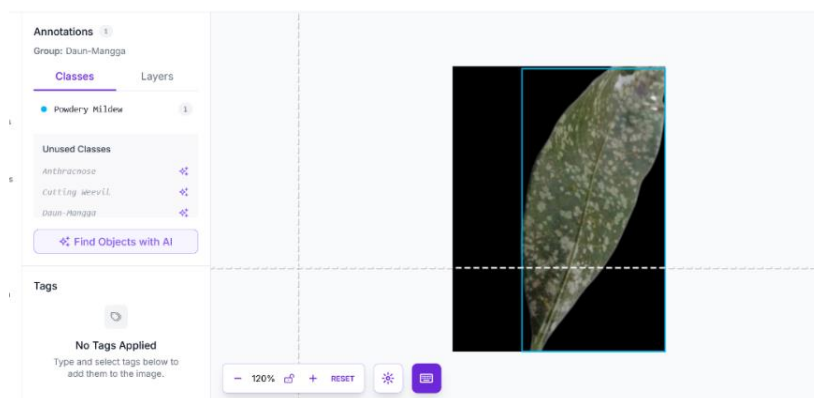 Annotations 1
Group: Daun-Mangga
Classes Layers
Powdery Mildew 1
Unused Classes
Anthracnose
Cutting Weevil
Daun-Mangga
Find Objects with AI
Tags
No Tags Applied
Type and select tags below to
add them to the image.
120% RESET